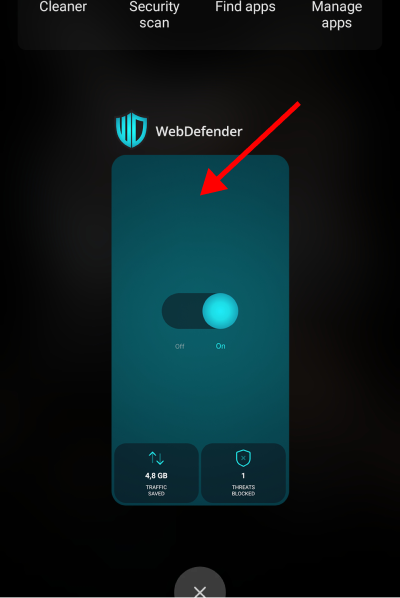 Cleaner
Security
scan
Find apps
Manage
apps
WebDefender
Off
On
4,8 GB
TRAFFIC
SAVED
1
THREATS
BLOCKED